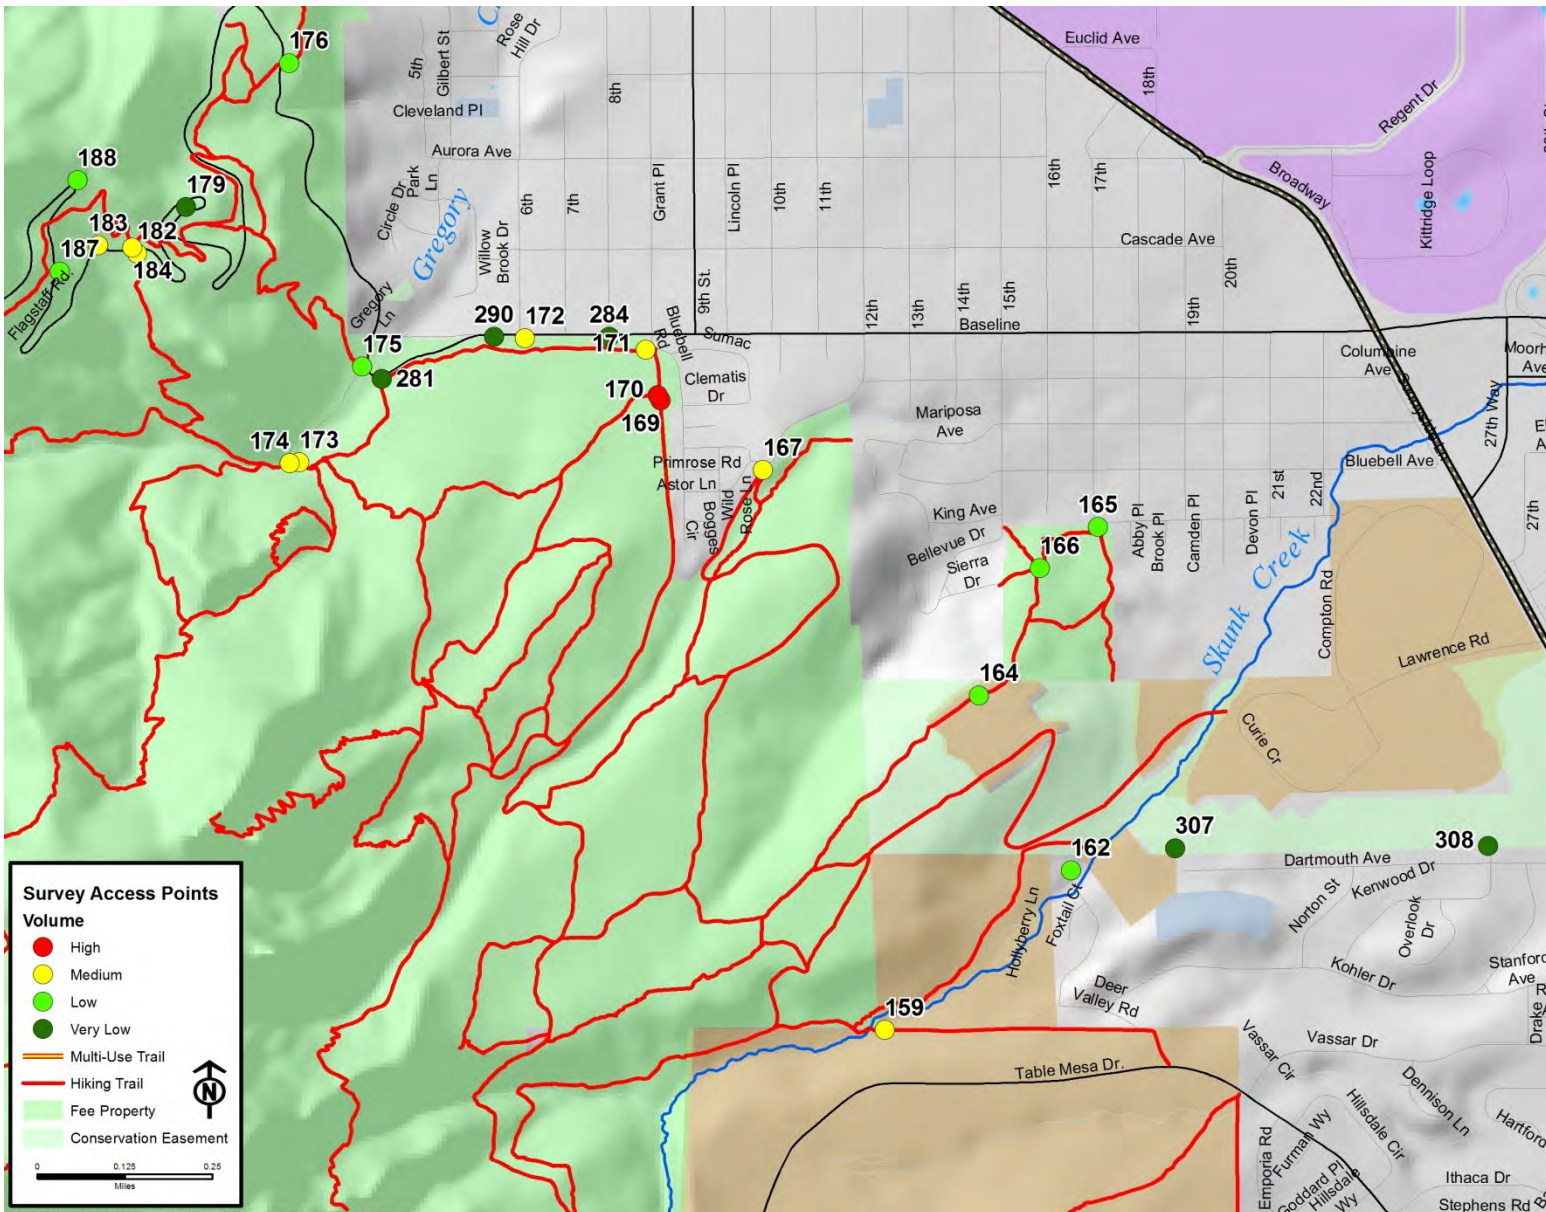 176
5th
Gilbert St
Rose
Hill Dr
8th
Cleveland Pl
Aurora Ave
Euclid Ave
18th
Regent Dr
Broadway
Kittridge Loop
188
179
183
182
187
184
Flagstaff Rd.
Circle Dr
Park
Ln
Gregory
Willow
Brook Dr
6th
7th
Grant Pl
Lincoln Pl
10th
11th
16th
17th
Cascade Ave
20th
Gregory
Ln
290
172
284
171
Bluebell
Rd
9th St.
Sumac
12th
13th
14th
15th
Baseline
19th
Columbine
Ave
Moorh
Ave
175
281
170
169
Clematis
Dr
Mariposa
Ave
27th Way
174
173
Primrose Rd
Astor Ln
167
Wild
Rose Ln
Bogges
Cir
Bluebell Ave
21st
22nd
King Ave
Bellevue Dr
Sierra
Dr
165
166
Abby Pl
Brook Pl
Camden Pl
Devon Pl
27th
Skunk Creek
Compton Rd
Lawrence Rd
164
Curie Cr
162
307
308
Dartmouth Ave
Kenwood Dr
Norton St
Overlook
Dr
Hollyberry Ln
Foxtail Ct
Kohler Dr
Stanford
Ave
Deer
Valley Rd
Drake
159
Table Mesa Dr.
Vassar Cir
Vassar Dr
Dennison Ln
Hillsdale Cir
Hartford
Emporia Rd
Furman Wy
Goddard Pl
Hillsdale
Wy
Ithaca Dr
Stephens Rd
Survey Access Points
Volume
High
Medium
Low
Very Low
Multi-Use Trail
Hiking Trail
N
Fee Property
Conservation Easement
0 0.125 0.25
Miles